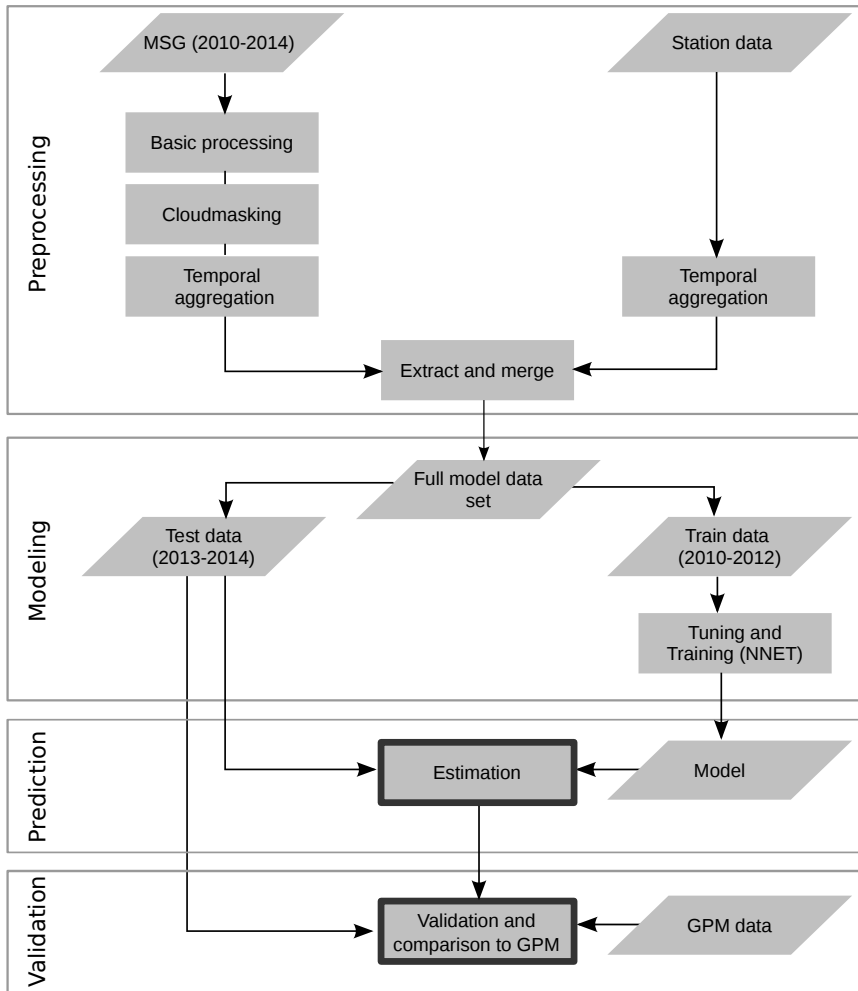 Preprocessing
MSG (2010-2014)
Station data
Basic processing
Cloudmasking
Temporal
aggregation
Temporal
aggregation
Extract and merge
Modeling
Full model data
set
Test data
(2013-2014)
Train data
(2010-2012)
Tuning and
Training (NNET)
Prediction
Estimation
Model
Validation
Validation and
comparison to GPM
GPM data